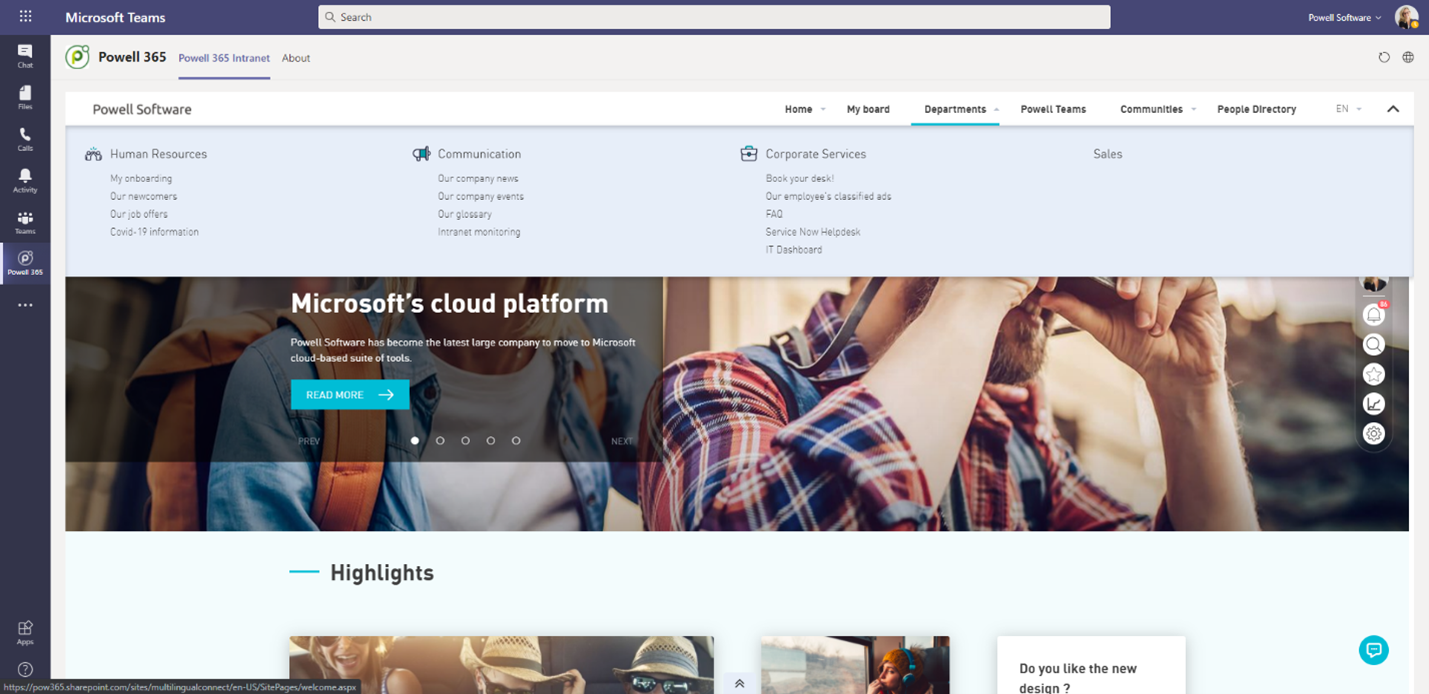 Microsoft Teams
Search
Powell Software
Chat
Files
Calls
Activity
Teams
Powell 365
Apps
Powell 365
Powell 365 Intranet
About
Powell Software
Home
My board
Departments
Powell Teams
Communities
People Directory
EN
Human Resources
My onboarding
Our newcomers
Our job offers
Covid-19 information
Communication
Our company news
Our company events
Our glossary
Intranet monitoring
Corporate Services
Book your desk!
Our employee's classified ads
FAQ
Service Now Helpdesk
IT Dashboard
Sales
Microsoft's cloud platform
Powell Software has become the latest large company to move to Microsoft
cloud-based suite of tools.
READ MORE
PREV
NEXT
86
Highlights
Do you like the new
design ?
https://pow365.sharepoint.com/sites/multilingualconnect/en-US/SitePages/welcome.aspx